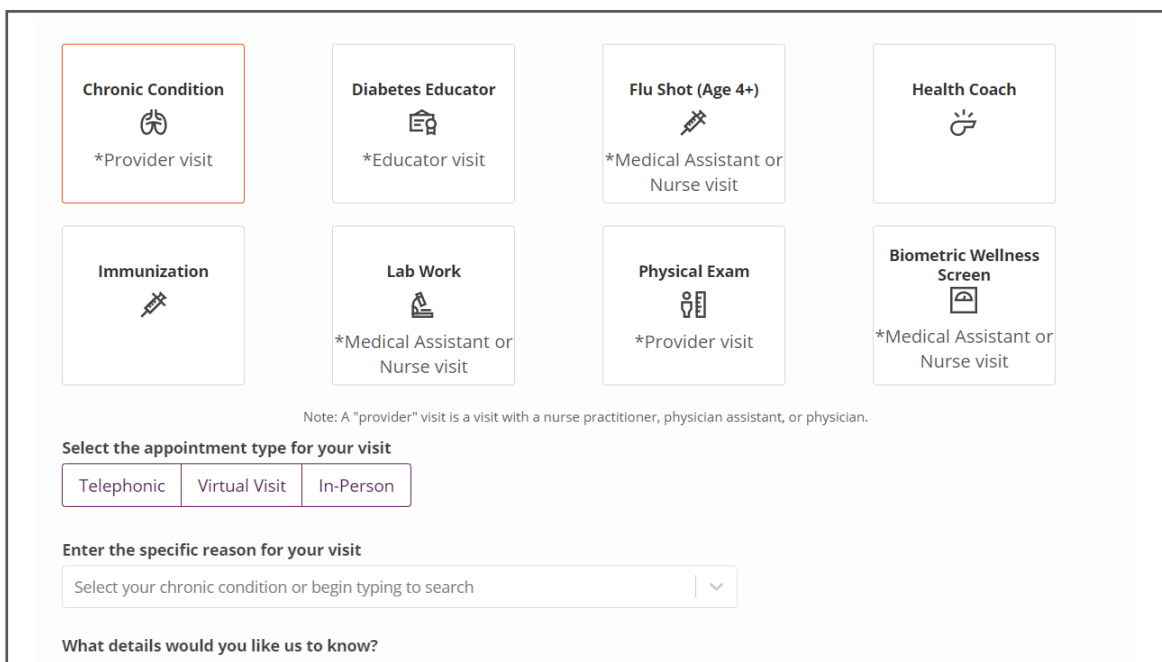 Chronic Condition
*Provider visit
Diabetes Educator
*Educator visit
Flu Shot (Age 4+)
*Medical Assistant or
Nurse visit
Health Coach
Immunization
Lab Work
*Medical Assistant or
Nurse visit
Physical Exam
*Provider visit
Biometric Wellness
Screen
*Medical Assistant or
Nurse visit
Note: A "provider" visit is a visit with a nurse practitioner, physician assistant, or physician.
Select the appointment type for your visit
Telephonic Virtual Visit In-Person
Enter the specific reason for your visit
Select your chronic condition or begin typing to search
What details would you like us to know?